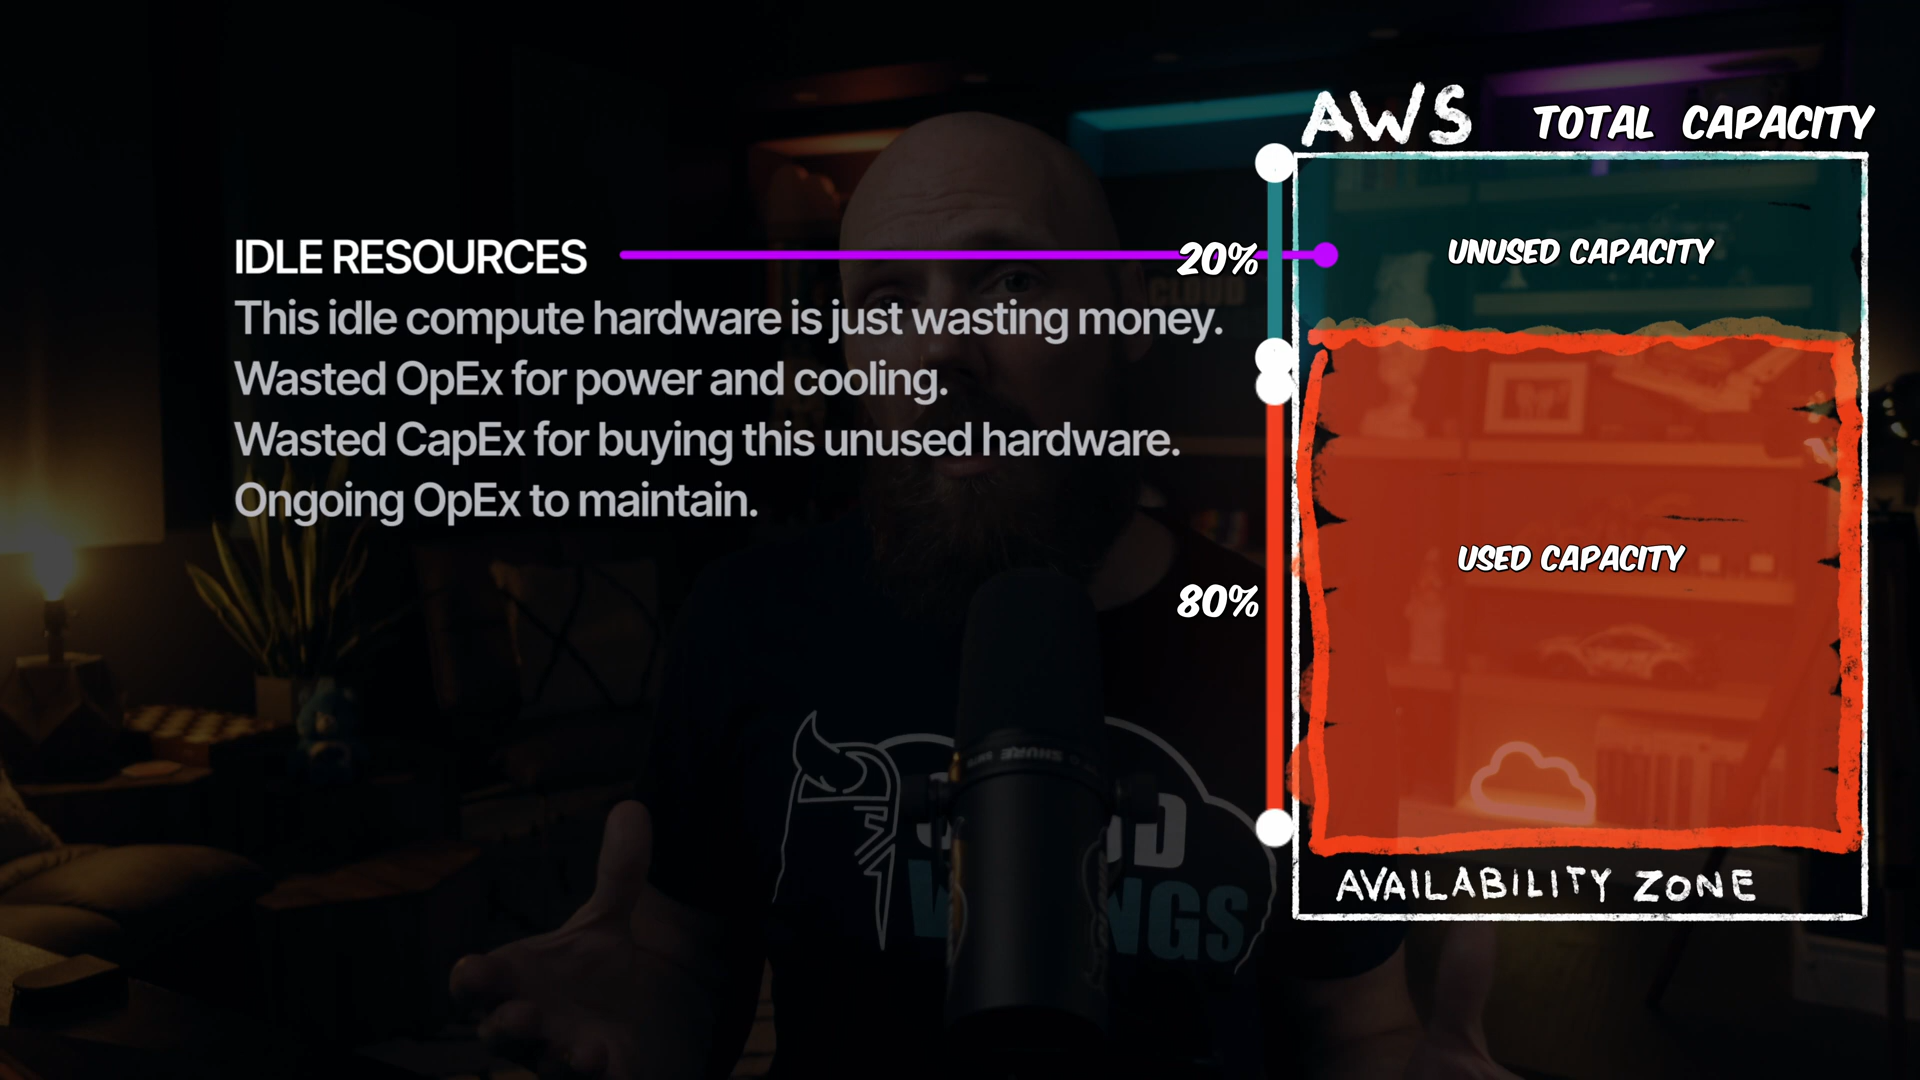 AWS TOTAL CAPACITY
IDLE RESOURCES
20%
UNUSED CAPACITY
This idle compute hardware is just wasting money.
Wasted OpEx for power and cooling.
Wasted CapEx for buying this unused hardware.
Ongoing OpEx to maintain.
USED CAPACITY
80%
AVAILABILITY ZONE
CLOUD
SHURE